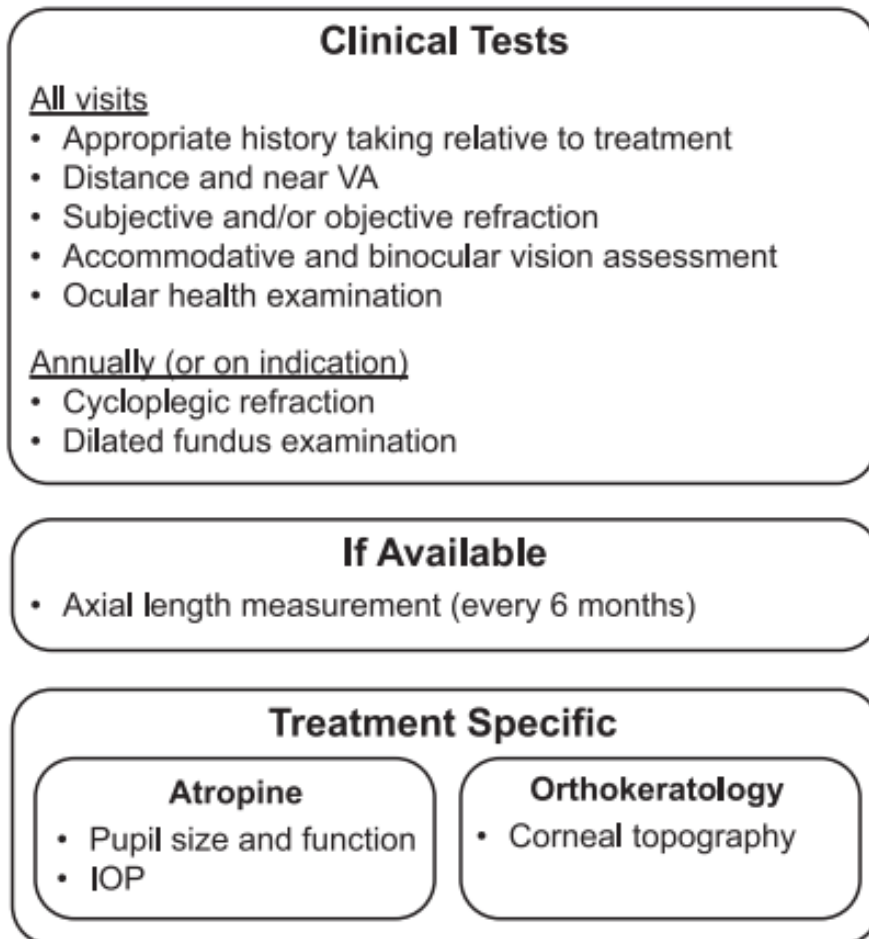 Clinical Tests
All visits
• Appropriate history taking relative to treatment
• Distance and near VA
• Subjective and/or objective refraction
• Accommodative and binocular vision assessment
• Ocular health examination
Annually (or on indication)
• Cycloplegic refraction
• Dilated fundus examination
If Available
• Axial length measurement (every 6 months)
Treatment Specific
Atropine
• Pupil size and function
• IOP
Orthokeratology
• Corneal topography